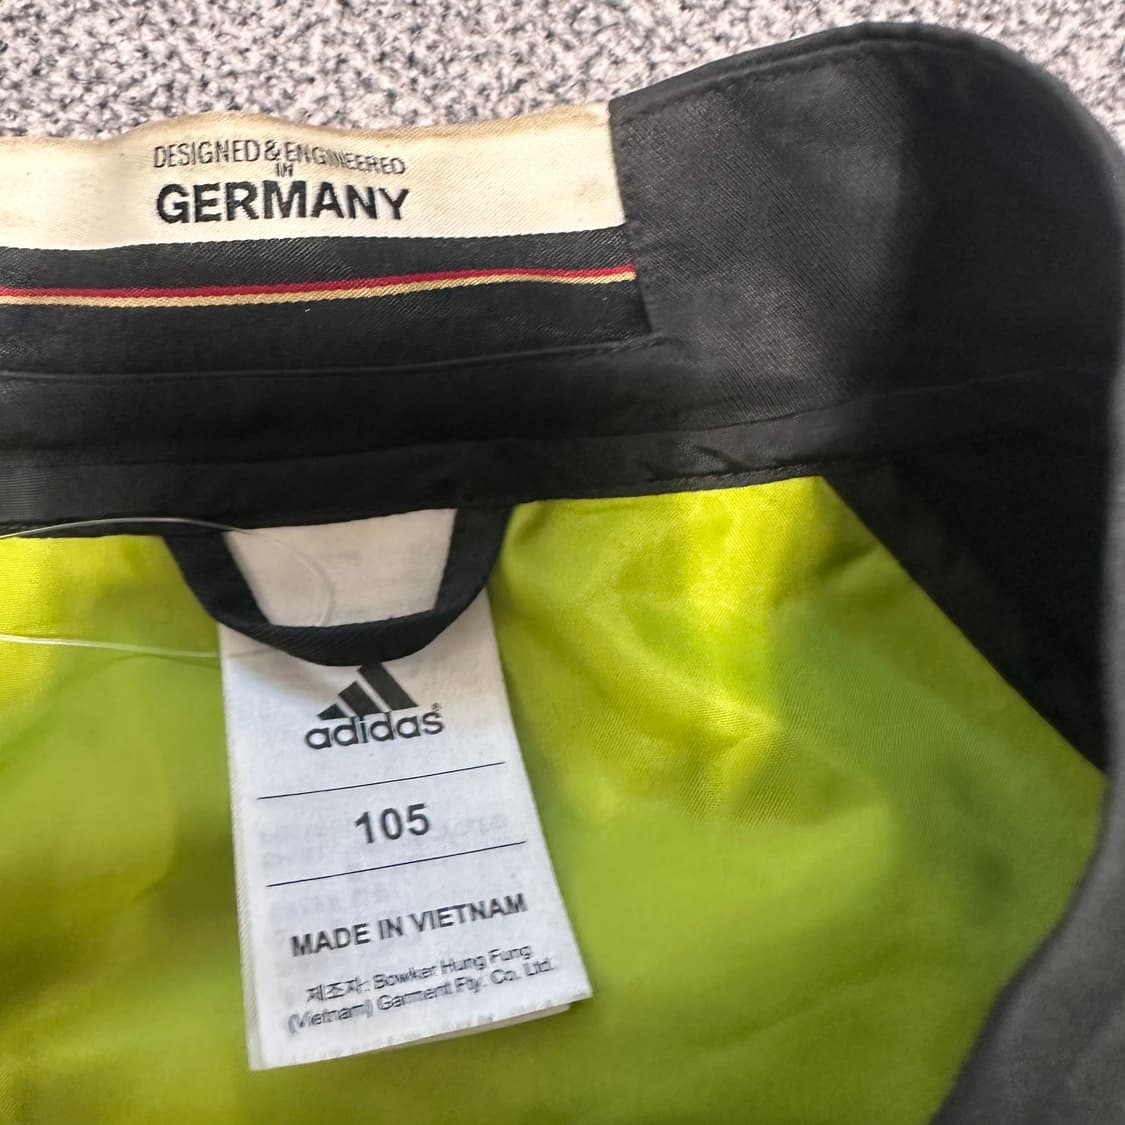 DESIGNED & ENGINEERED
IN
GERMANY
adidas®
105
MADE IN VIETNAM
제조자: Bowker Hung Fung
(Vietnam) Garment Fty. Co. Ltd.